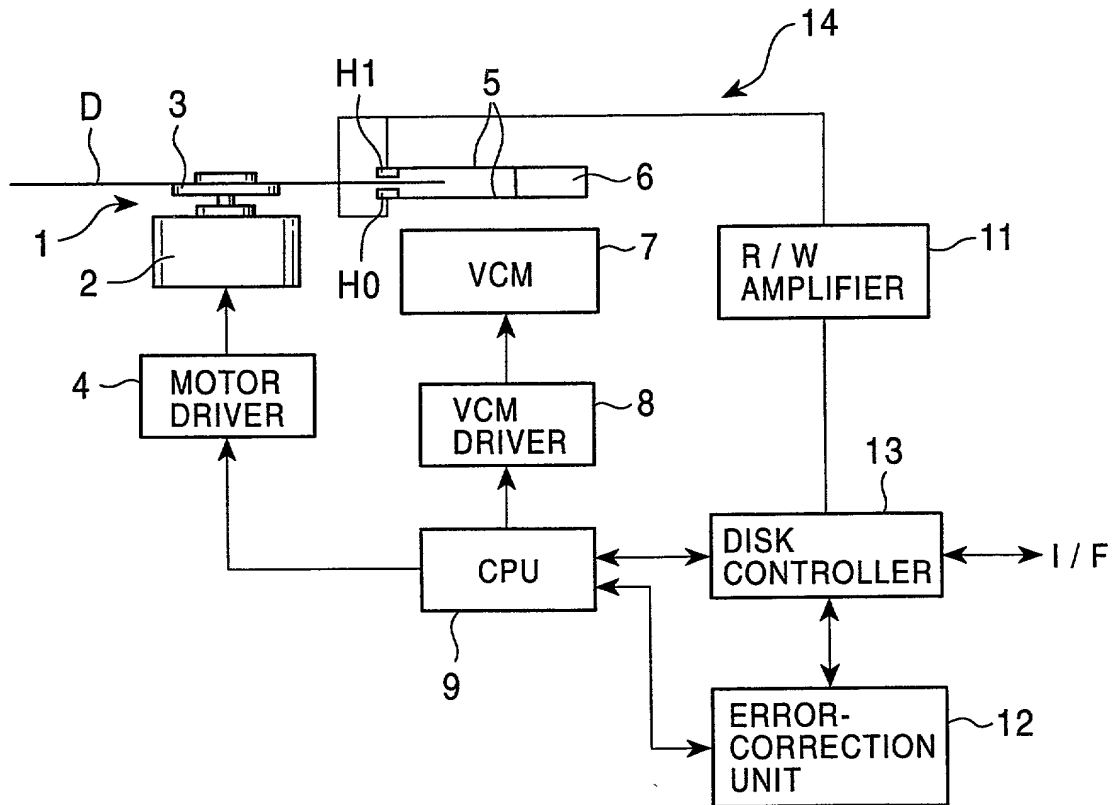 14
H1
5
D
3
6
1
2
H0
7
VCM
11
R / W
AMPLIFIER
4
MOTOR
DRIVER
8
VCM
DRIVER
13
CPU
DISK
CONTROLLER
I / F
9
ERROR-
CORRECTION
UNIT
12